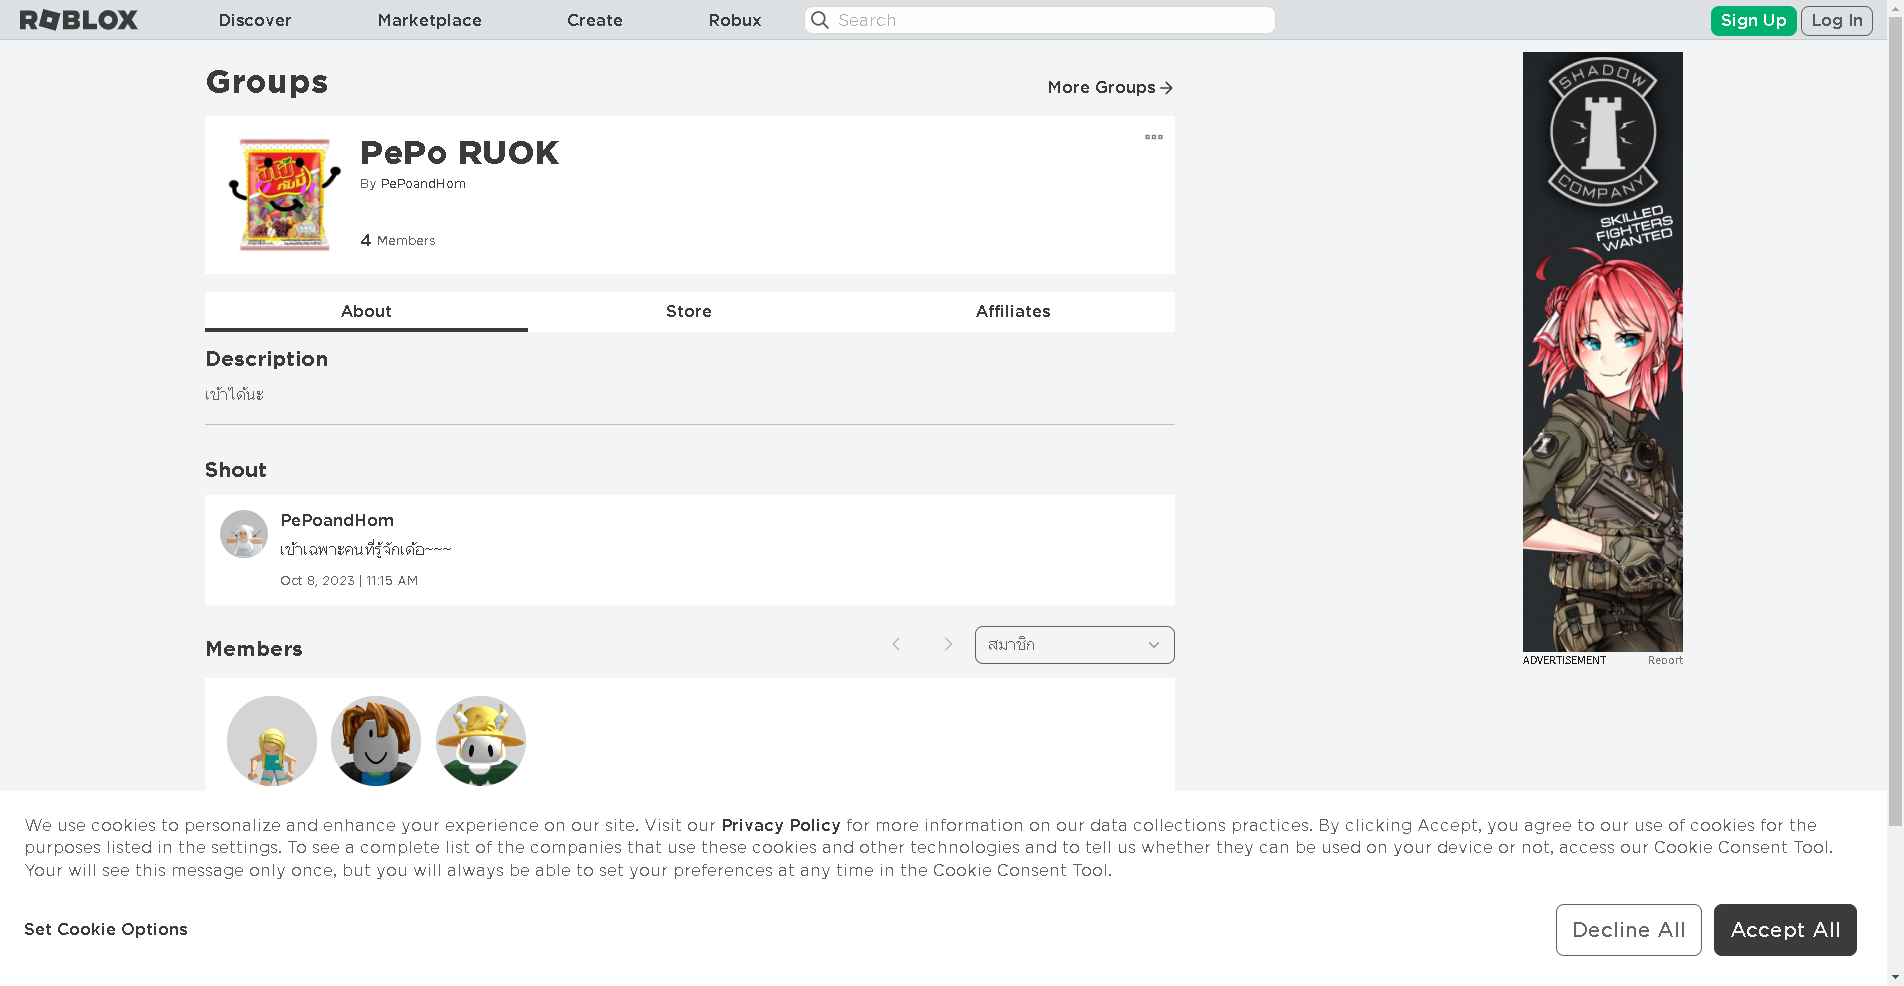 ROBLOX
Discover
Marketplace
Create
Robux
Search
Sign Up
Log In
Groups
More Groups
PePo RUOK
By PePoandHom
4 Members
About
Store
Affiliates
Description
เข้าได้นะ
Shout
PePoandHom
เข้าเฉพาะคนที่รู้จักเด้อ~~~
Oct 8, 2023 | 11:15 AM
Members
สมาชิก
SHADOW
COMPANY
SKILLED
FIGHTERS
WANTED
ADVERTISEMENT
Report
We use cookies to personalize and enhance your experience on our site. Visit our Privacy Policy for more information on our data collections practices. By clicking Accept, you agree to our use of cookies for the
purposes listed in the settings. To see a complete list of the companies that use these cookies and other technologies and to tell us whether they can be used on your device or not, access our Cookie Consent Tool.
Your will see this message only once, but you will always be able to set your preferences at any time in the Cookie Consent Tool.
Set Cookie Options
Decline All
Accept All